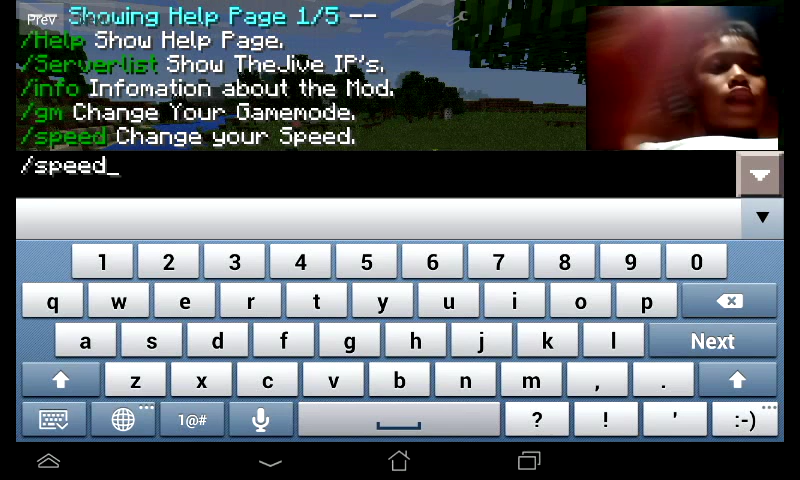 Prev Showing Help Page 1/5 --
/Help Show Help Page.
/Server-list Show TheJive IP's.
/info Infomation about the Mod.
/gm Change Your Gamemode.
/speed Change your Speed.
/speed_
1 2 3 4 5 6 7 8 9 0
q w e r t y u i o p
a s d f g h j k l Next
z x c v b n m , .
1@# ? ! ' :-)